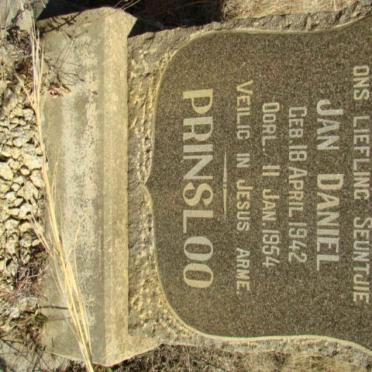 ONS LIEFLING SEUNTJIE
JAN DANIEL
GEB. 18 APRIL 1942
OORL. 11 JAN. 1954
VEILIG IN JESUS ARME.
PRINSLOO